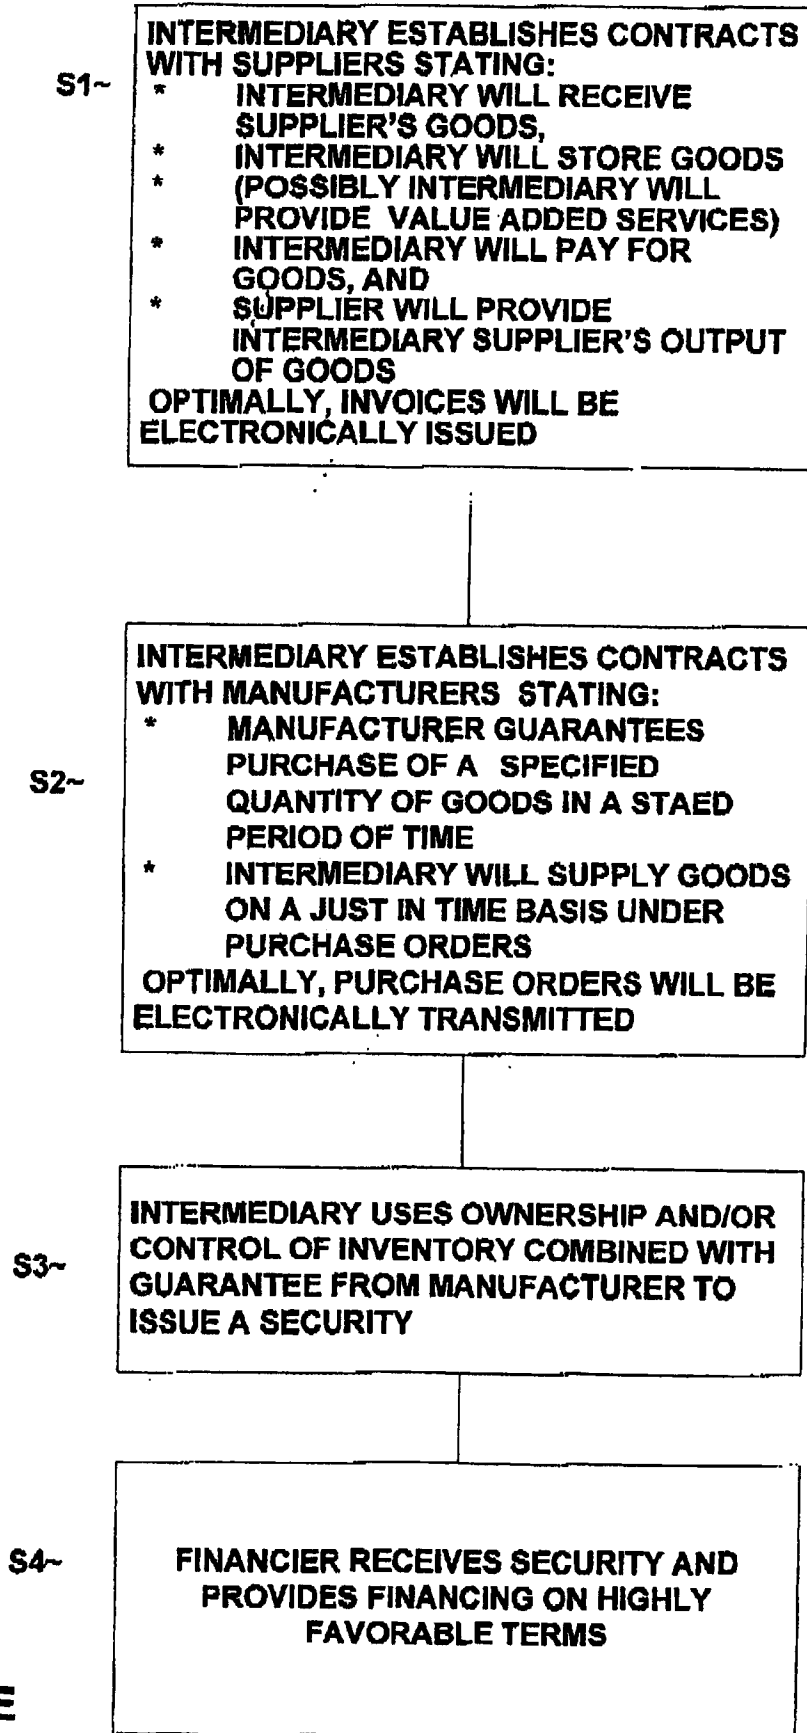 INTERMEDIARY ESTABLISHES CONTRACTS
WITH SUPPLIERS STATING:
S1~
* INTERMEDIARY WILL RECEIVE
SUPPLIER'S GOODS,
* INTERMEDIARY WILL STORE GOODS
* (POSSIBLY INTERMEDIARY WILL
PROVIDE VALUE ADDED SERVICES)
* INTERMEDIARY WILL PAY FOR
GOODS, AND
* SUPPLIER WILL PROVIDE
INTERMEDIARY SUPPLIER'S OUTPUT
OF GOODS
OPTIMALLY, INVOICES WILL BE
ELECTRONICALLY ISSUED
INTERMEDIARY ESTABLISHES CONTRACTS
WITH MANUFACTURERS STATING:
* MANUFACTURER GUARANTEES
PURCHASE OF A SPECIFIED
S2~
QUANTITY OF GOODS IN A STAED
PERIOD OF TIME
* INTERMEDIARY WILL SUPPLY GOODS
ON A JUST IN TIME BASIS UNDER
PURCHASE ORDERS
OPTIMALLY, PURCHASE ORDERS WILL BE
ELECTRONICALLY TRANSMITTED
INTERMEDIARY USES OWNERSHIP AND/OR
S3~
CONTROL OF INVENTORY COMBINED WITH
GUARANTEE FROM MANUFACTURER TO
ISSUE A SECURITY
S4~
FINANCIER RECEIVES SECURITY AND
PROVIDES FINANCING ON HIGHLY
FAVORABLE TERMS